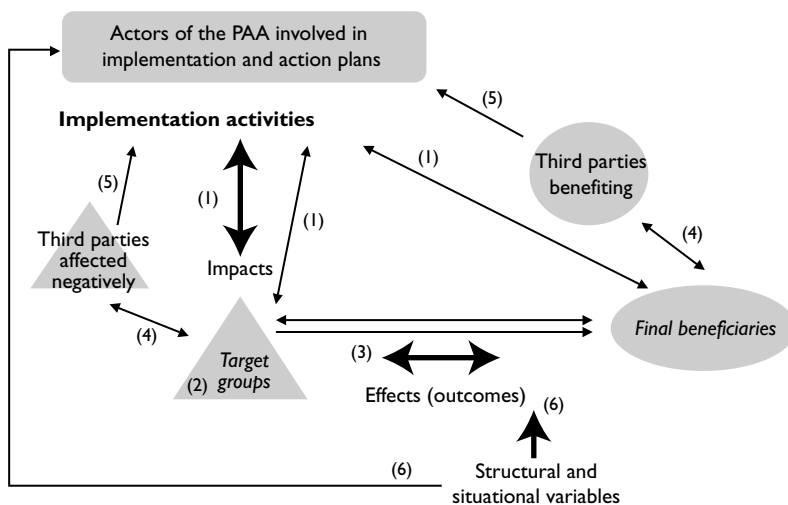 Actors of the PAA involved in
implementation and action plans
Implementation activities
(5)
(1)
Third parties
benefiting
(5)
(1)
(1)
(4)
Third parties
affected
negatively
Impacts
(4)
(3)
Final beneficiaries
(2)
Target
groups
Effects (outcomes)
(6)
(6)
Structural and
situational variables